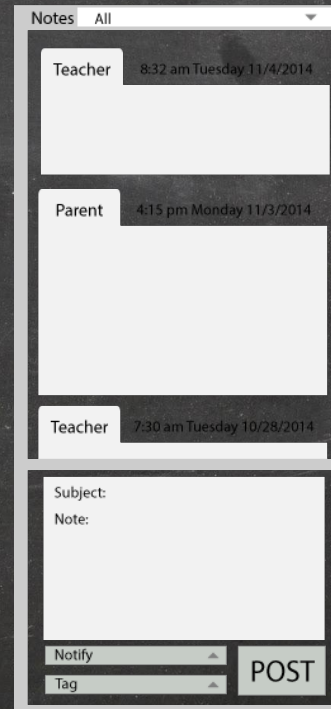 Notes All
Teacher 8:32 am Tuesday 11/4/2014
Parent 4:15 pm Monday 11/3/2014
Teacher 7:30 am Tuesday 10/28/2014
Subject:
Note:
Notify
Tag
POST